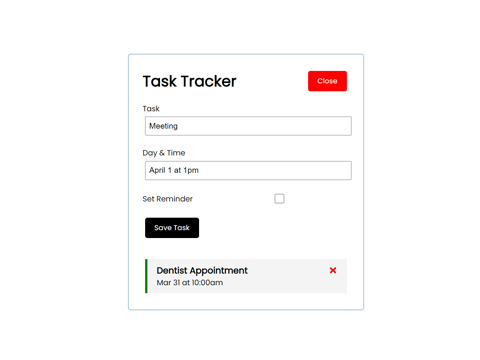 Task Tracker
Close
Task
Meeting
Day & Time
April 1 at 1pm
Set Reminder
Save Task
Dentist Appointment
Mar 31 at 10:00am